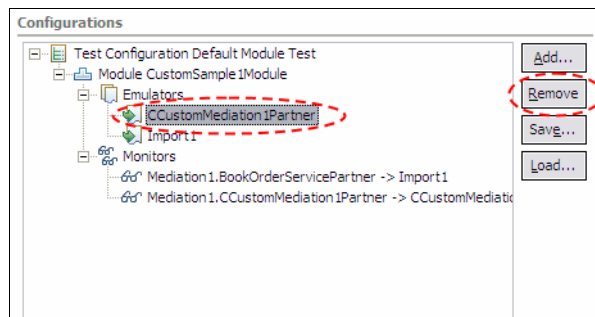 Configurations
Test Configuration Default Module Test
Module CustomSample1Module
Emulators
CCustomMediation1Partner
Import1
Monitors
Mediation1.BookOrderServicePartner -> Import1
Mediation1.CCustomMediation1Partner -> CCustomMediatic
Add...
Remove
Save...
Load...